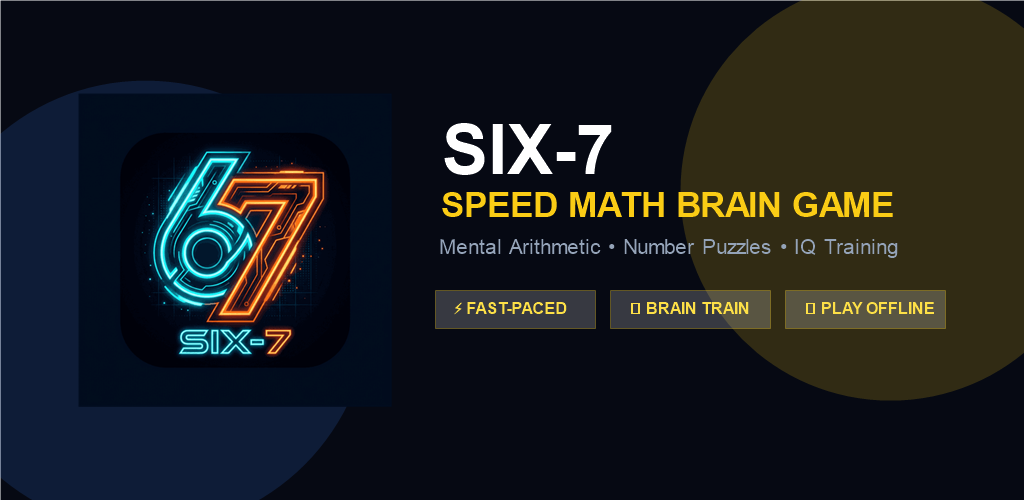 67
SIX-7
SIX-7
SPEED MATH BRAIN GAME
Mental Arithmetic • Number Puzzles • IQ Training
⚡ FAST-PACED
▯ BRAIN TRAIN
▯ PLAY OFFLINE